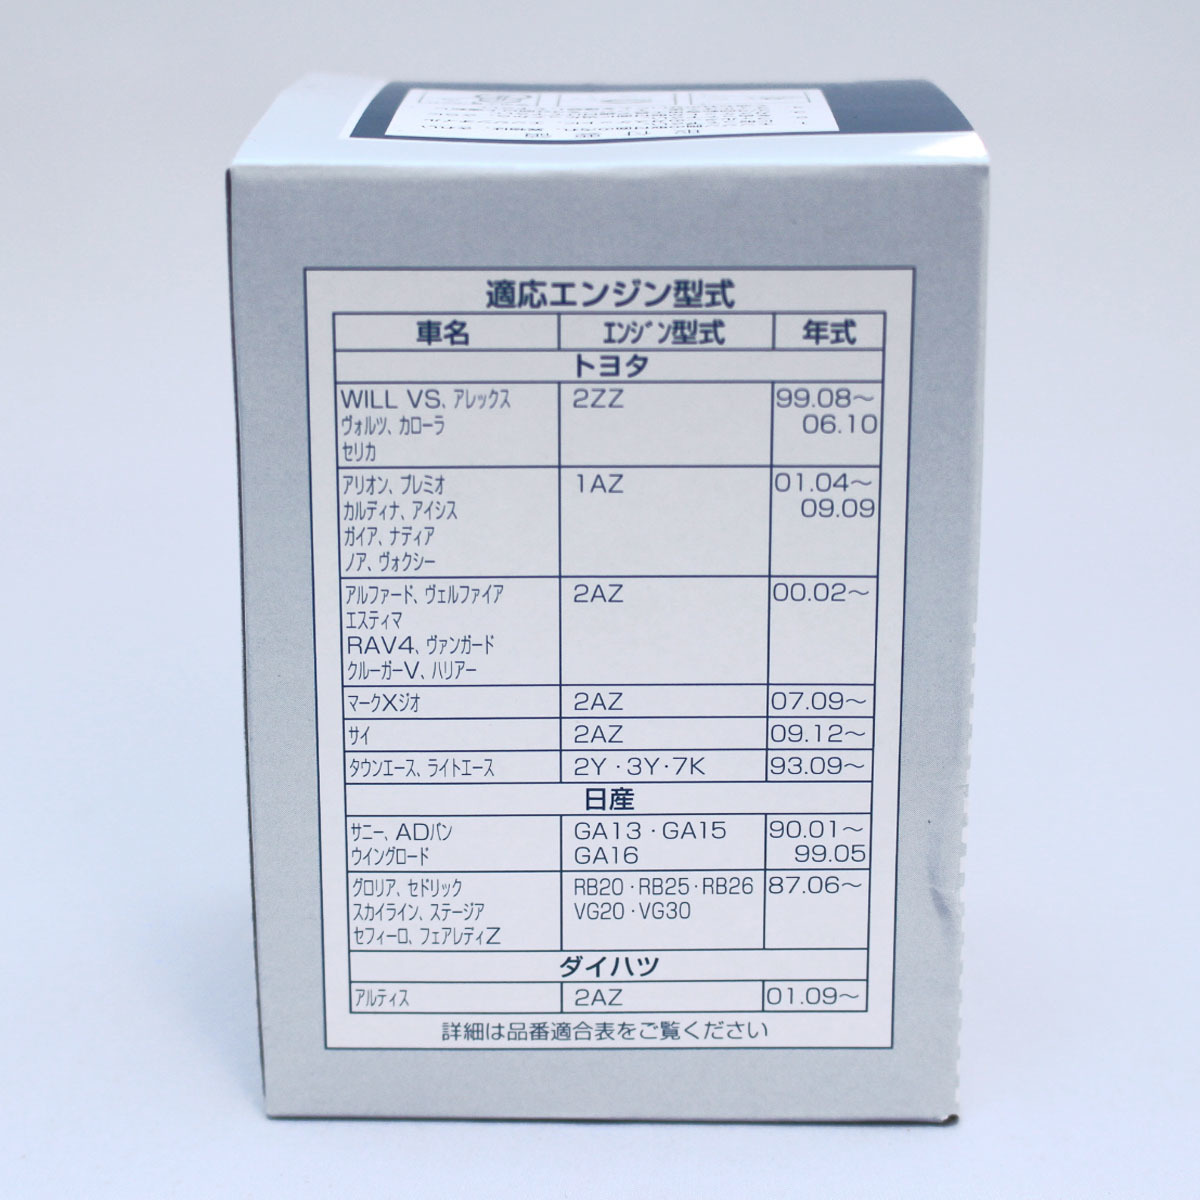 適応エンジン型式
車名 エンジン型式 年式
トヨタ
WILL VS、アレックス 2ZZ 99.08〜
ヴォルツ、カローラ 06.10
セリカ
アリオン、プレミオ 1AZ 01.04〜
カルディナ、アイシス 09.09
ガイア、ナディア
ノア、ヴォクシー
アルファード、ヴェルファイア 2AZ 00.02〜
エスティマ
RAV4、ヴァンガード
クルーガーV、ハリアー
マークXジオ 2AZ 07.09〜
サイ 2AZ 09.12〜
タウンエース、ライトエース 2Y・3Y・7K 93.09〜
日産
サニー、ADバン GA13・GA15 90.01〜
ウイングロード GA16 99.05
グロリア、セドリック RB20・RB25・RB26 87.06〜
スカイライン、ステージア VG20・VG30
セフィーロ、フェアレディZ
ダイハツ
アルティス 2AZ 01.09〜
詳細は品番適合表をご覧ください